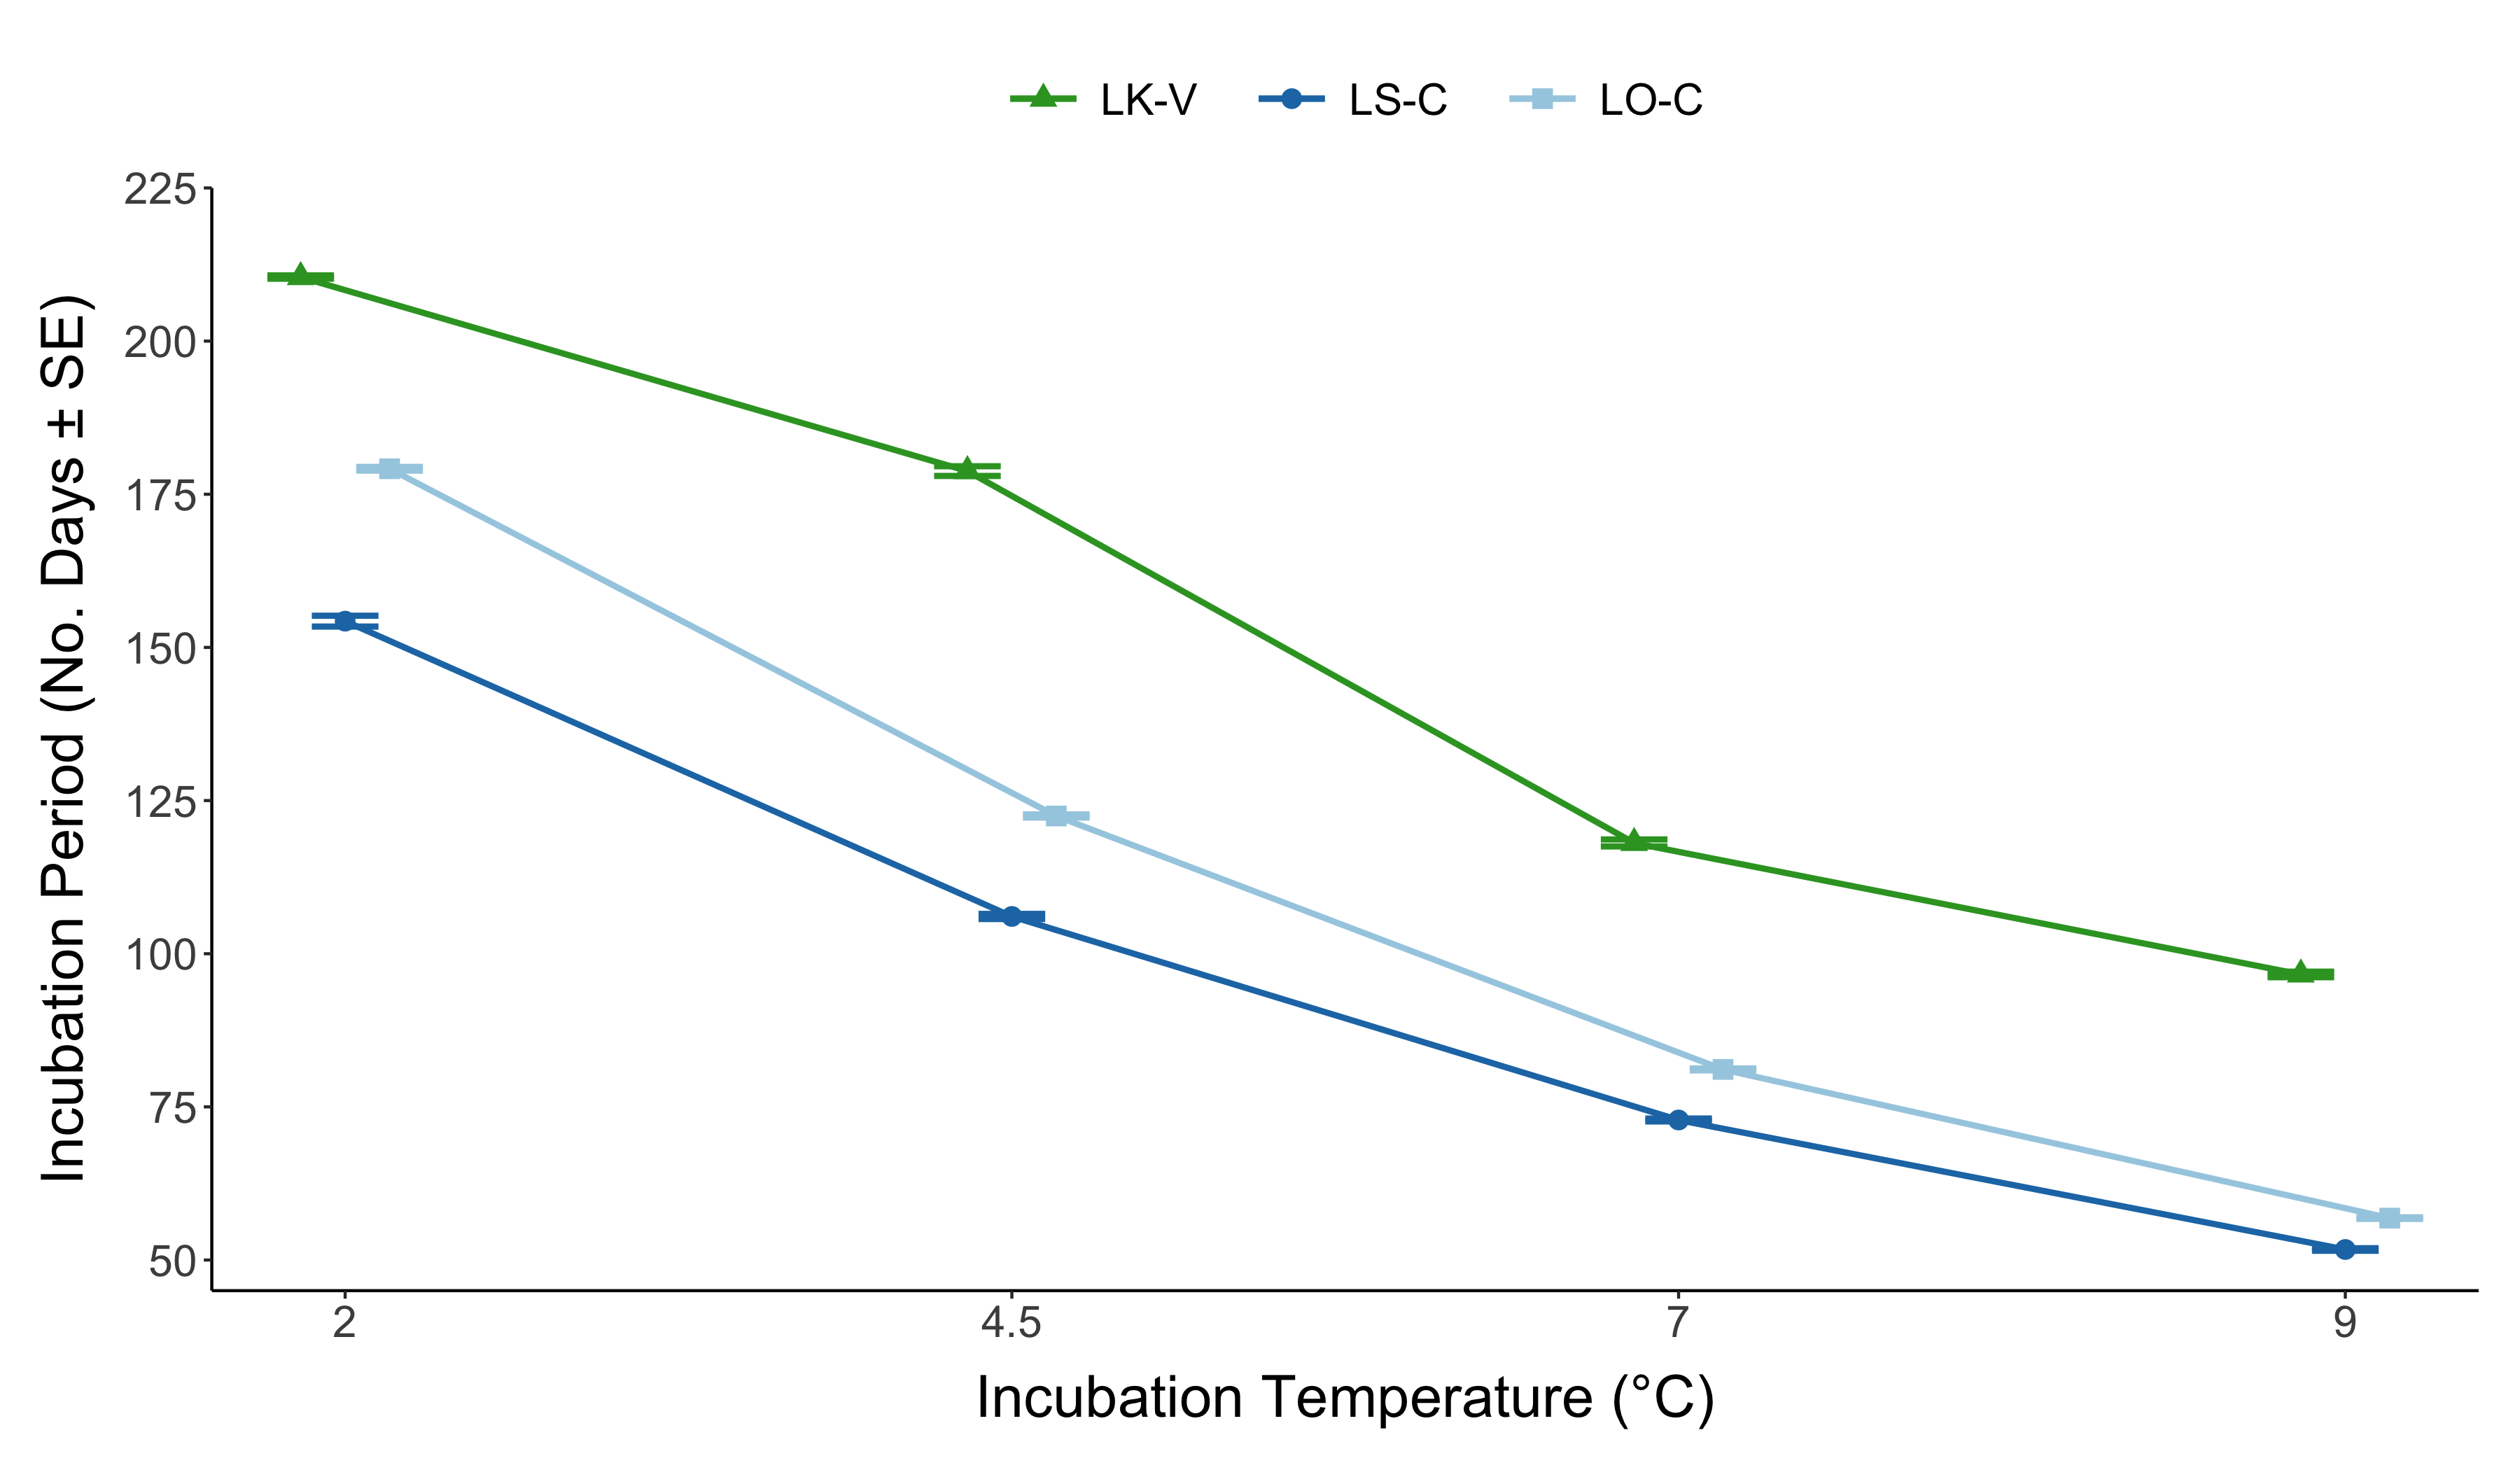 LK-V LS-C LO-C
Incubation Period (No. Days ± SE)
225
200
175
150
125
100
75
50
2 4.5 7 9
Incubation Temperature (°C)